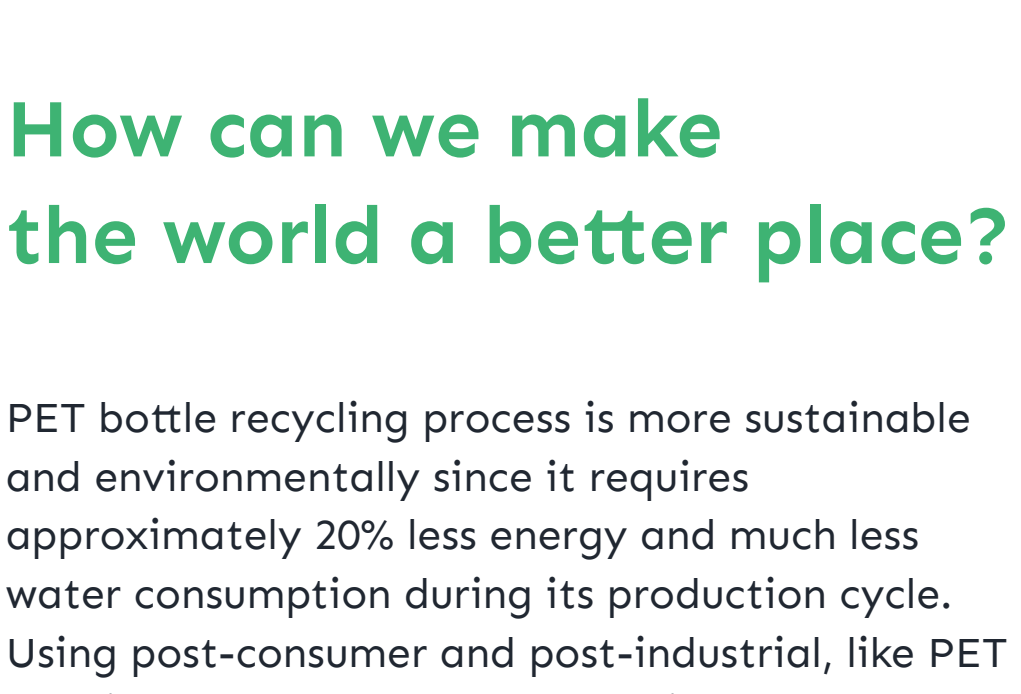 How can we make
the world a better place?
PET bottle recycling process is more sustainable
and environmentally since it requires
approximately 20% less energy and much less
water consumption during its production cycle.
Using post-consumer and post-industrial, like PET